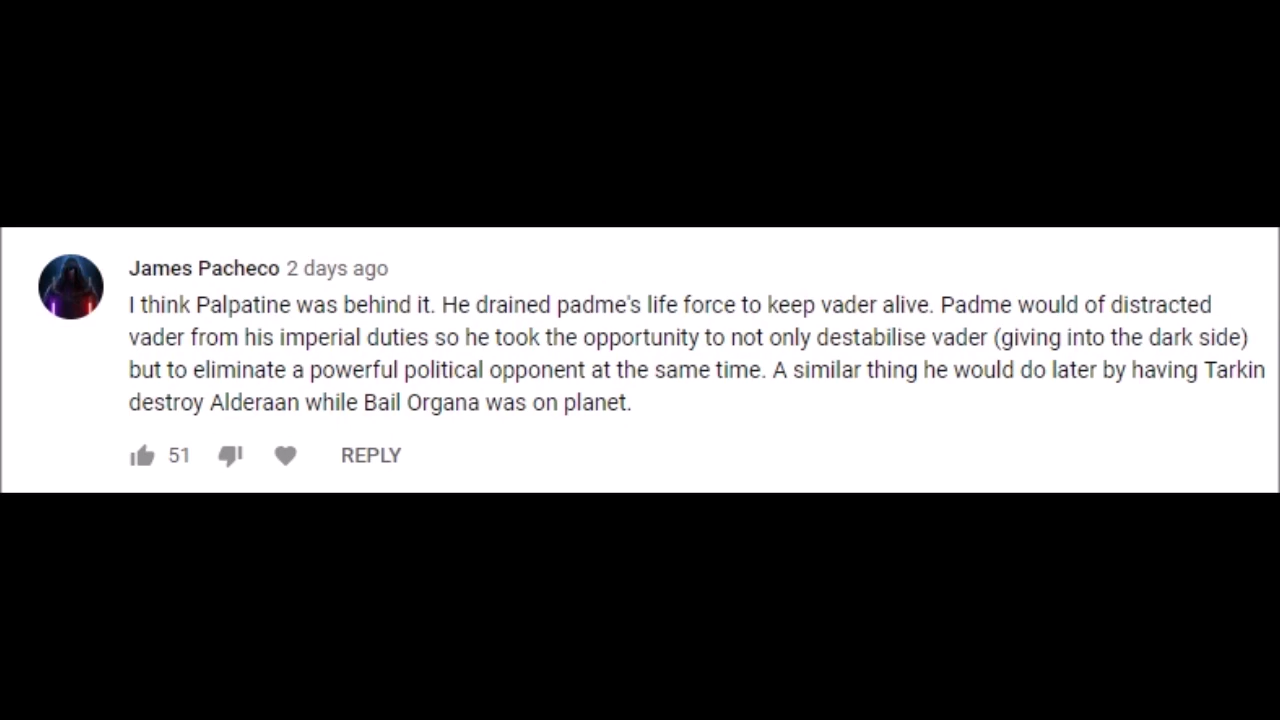 James Pacheco 2 days ago
I think Palpatine was behind it. He drained padme's life force to keep vader alive. Padme would of distracted
vader from his imperial duties so he took the opportunity to not only destabilise vader (giving into the dark side)
but to eliminate a powerful political opponent at the same time. A similar thing he would do later by having Tarkin
destroy Alderaan while Bail Organa was on planet.
51 REPLY